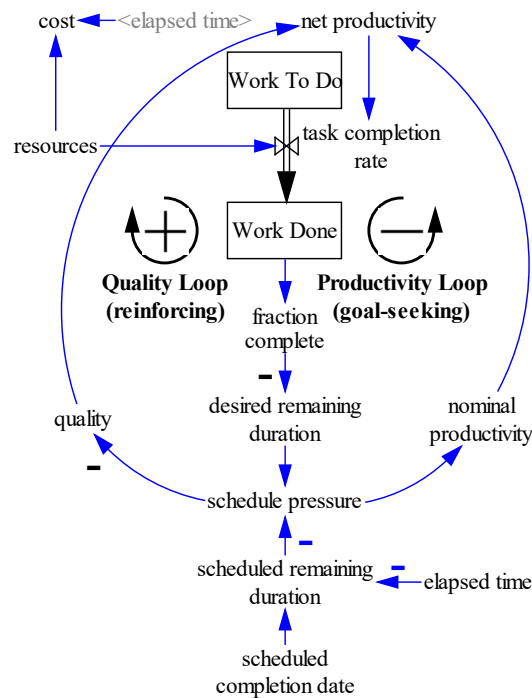 cost
<elapsed time>
net productivity
Work To Do
resources
task completion
rate
+
−
Work Done
Quality Loop
(reinforcing)
Productivity Loop
(goal-seeking)
fraction
complete
-
desired remaining
duration
quality
-
nominal
productivity
schedule pressure
-
scheduled remaining
duration
-
elapsed time
scheduled
completion date